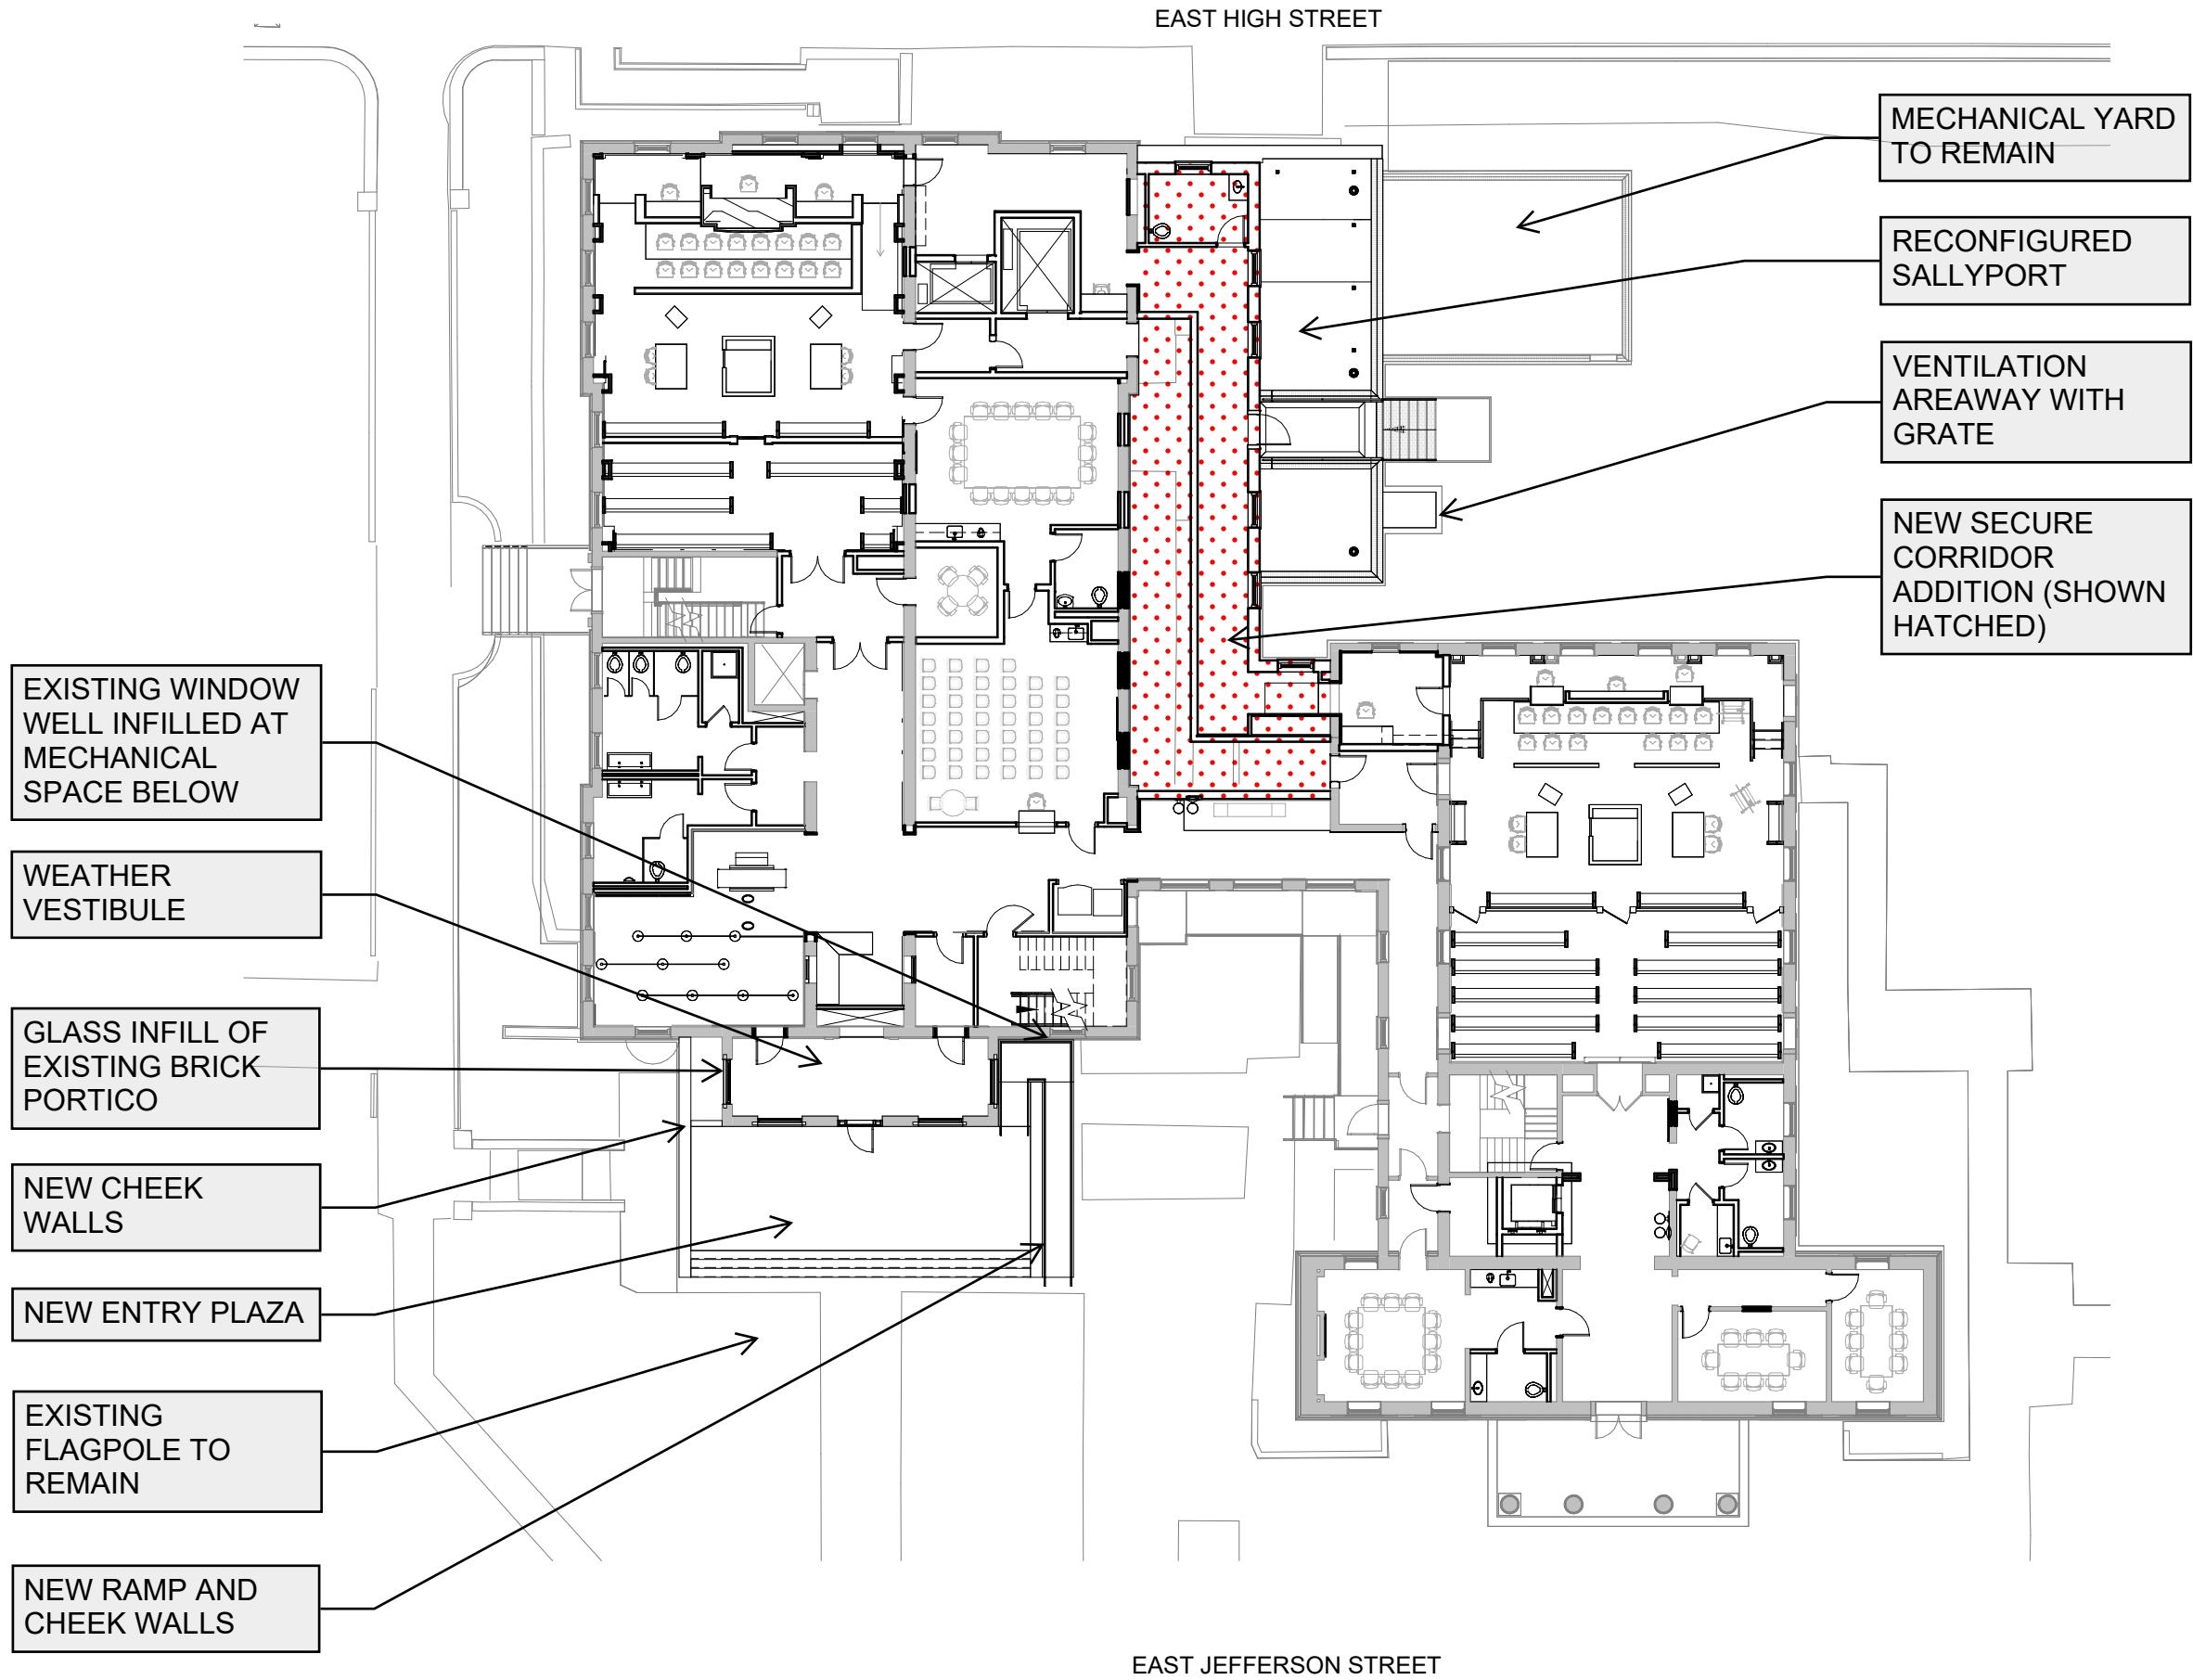 EAST HIGH STREET
MECHANICAL YARD
TO REMAIN
RECONFIGURED
SALLYPORT
VENTILATION
AREAWAY WITH
GRATE
NEW SECURE
CORRIDOR
ADDITION (SHOWN
HATCHED)
EXISTING WINDOW
WELL INFILLED AT
MECHANICAL
SPACE BELOW
WEATHER
VESTIBULE
GLASS INFILL OF
EXISTING BRICK
PORTICO
NEW CHEEK
WALLS
NEW ENTRY PLAZA
EXISTING
FLAGPOLE TO
REMAIN
NEW RAMP AND
CHEEK WALLS
EAST JEFFERSON STREET